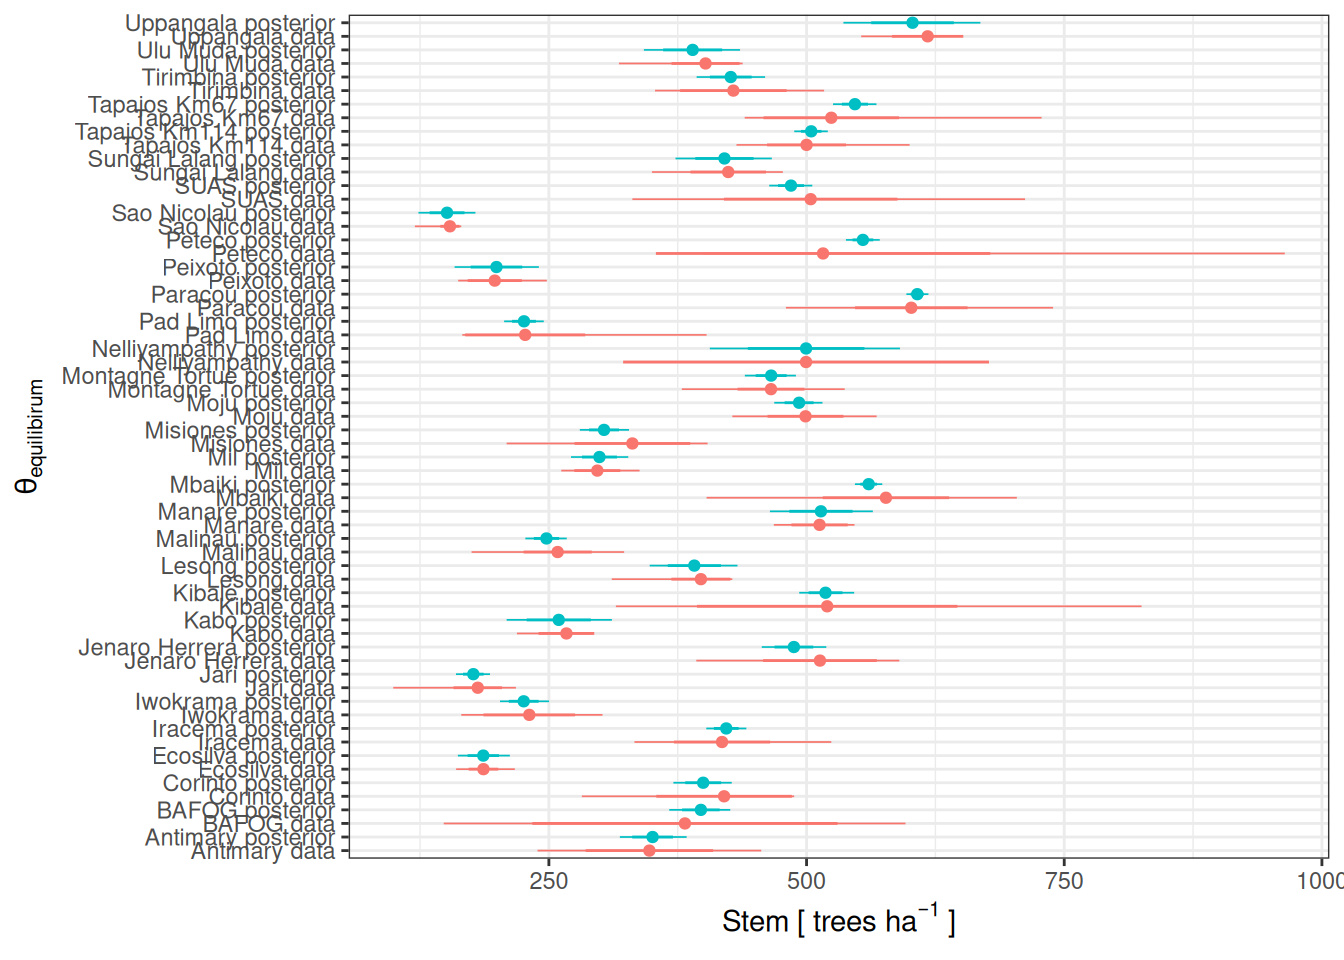 Uppangala posterior
Uppangala data
Ulu Muda posterior
Ulu Muda data
Tirimbina posterior
Tirimbina data
Tapajos Km67 posterior
Tapajos Km67 data
Tapajos Km114 posterior
Tapajos Km114 data
Sungai Lalang posterior
Sungai Lalang data
SUAS posterior
SUAS data
Sao Nicolau posterior
Sao Nicolau data
Peteco posterior
Peteco data
Peixoto posterior
Peixoto data
Paracou posterior
Paracou data
Pad Limo posterior
Pad Limo data
Nelliyampathy posterior
Nelliyampathy data
Montagne Tortue posterior
Montagne Tortue data
Moju posterior
Moju data
Misiones posterior
Misiones data
Mil posterior
Mil data
Mbaiki posterior
Mbaiki data
Manare posterior
Manare data
Malinau posterior
Malinau data
Lesong posterior
Lesong data
Kibale posterior
Kibale data
Kabo posterior
Kabo data
Jenaro Herrera posterior
Jenaro Herrera data
Jari posterior
Jari data
Iwokrama posterior
Iwokrama data
Iracema posterior
Iracema data
Ecosilva posterior
Ecosilva data
Corinto posterior
Corinto data
BAFOG posterior
BAFOG data
Antimary posterior
Antimary data
θequilibirum
250 500 750 1000
Stem [ trees ha−1 ]